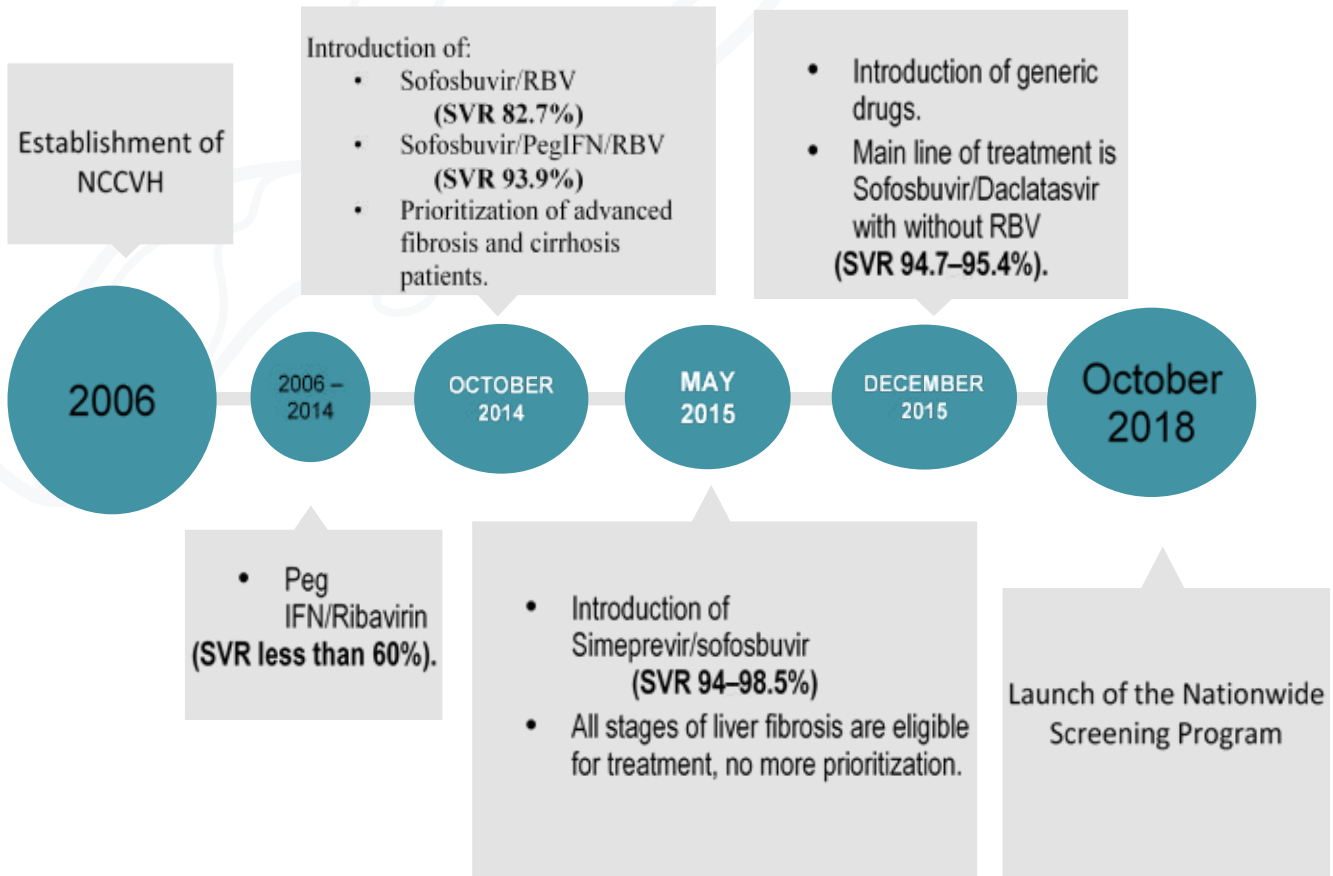 Establishment of
NCCVH
2006
2006 –
2014
• Peg
IFN/Ribavirin
(SVR less than 60%).
Introduction of:
• Sofosbuvir/RBV
(SVR 82.7%)
• Sofosbuvir/PegIFN/RBV
(SVR 93.9%)
• Prioritization of advanced
fibrosis and cirrhosis
patients.
OCTOBER
2014
MAY
2015
• Introduction of
Simeprevir/sofosbuvir
(SVR 94–98.5%)
• All stages of liver fibrosis are eligible
for treatment, no more prioritization.
• Introduction of generic
drugs.
• Main line of treatment is
Sofosbuvir/Daclatasvir
with without RBV
(SVR 94.7–95.4%).
DECEMBER
2015
October
2018
Launch of the Nationwide
Screening Program